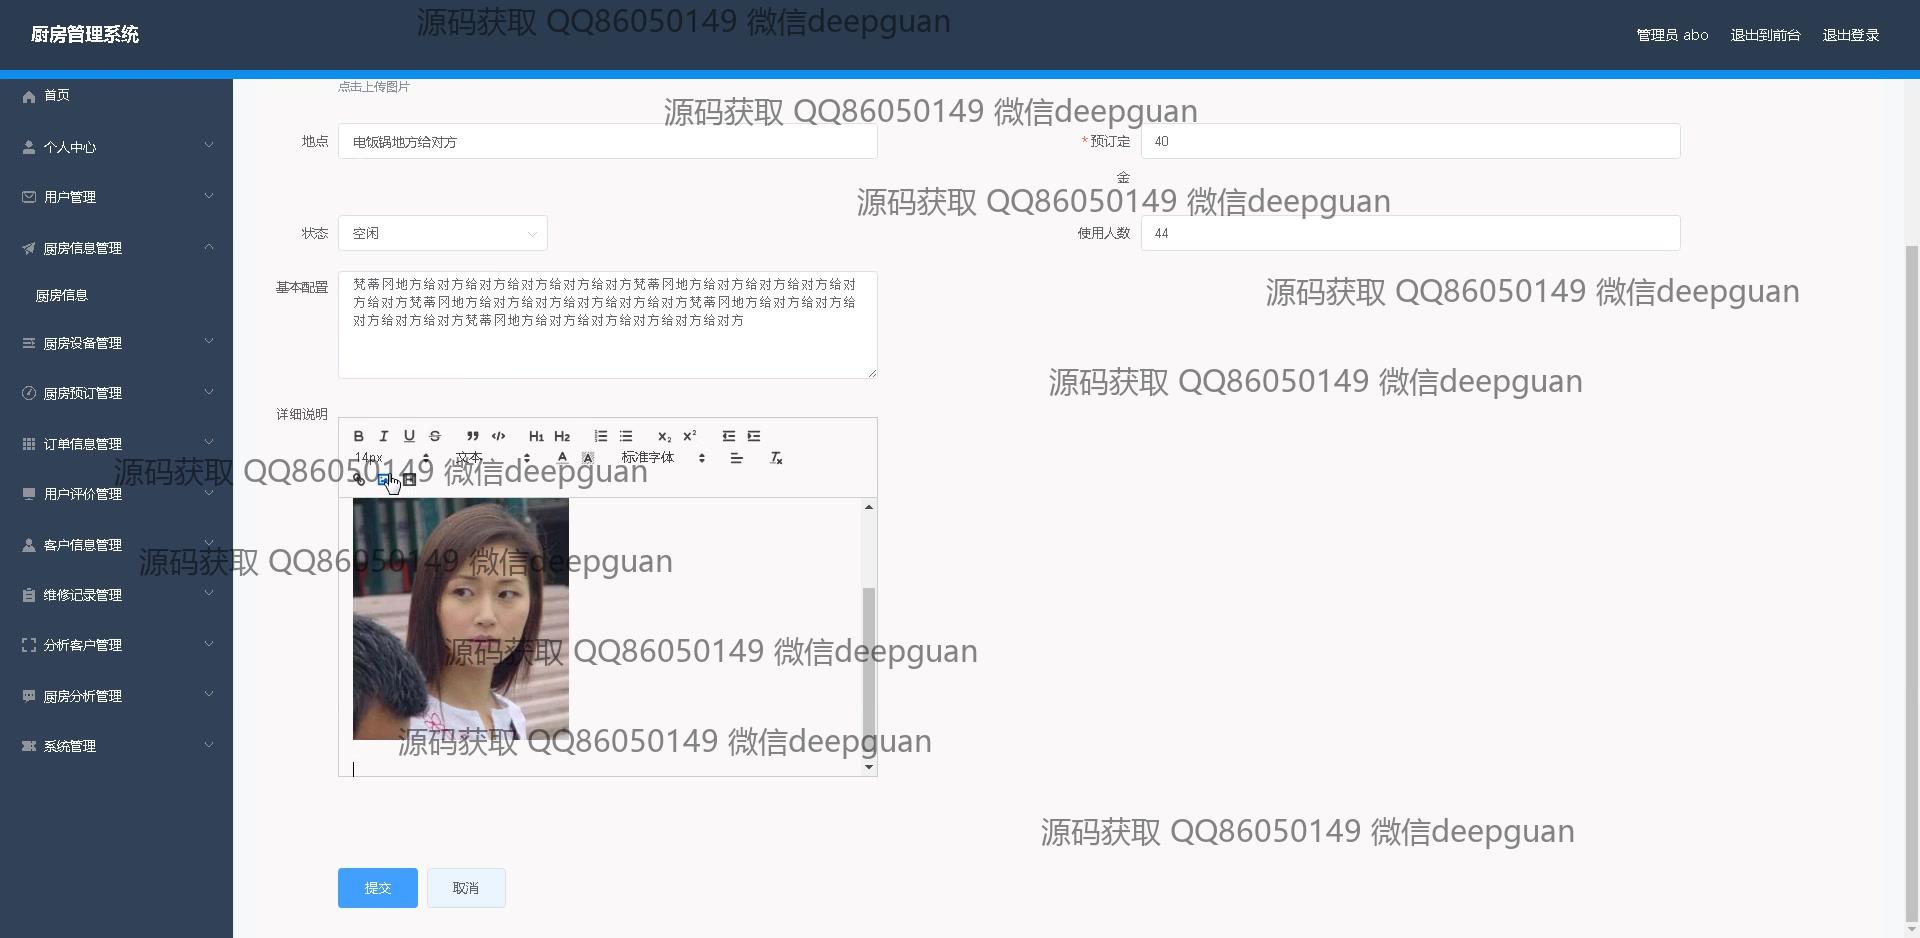 厨房管理系统
管理员 abo
退出到前台
退出登录
源码获取 QQ86050149 微信deepguan
首页
个人中心
用户管理
厨房信息管理
厨房信息
厨房设备管理
厨房预订管理
订单信息管理
用户评价管理
客户信息管理
维修记录管理
分析客户管理
厨房分析管理
系统管理
点击上传图片
源码获取 QQ86050149 微信deepguan
地点
电饭锅地方给对方
*预订定
金
40
源码获取 QQ86050149 微信deepguan
状态
空闲
使用人数
44
基本配置
梵蒂冈地方给对方给对方给对方给对方给对方梵蒂冈地方给对方给对方给对方给对
方给对方梵蒂冈地方给对方给对方给对方给对方给对方梵蒂冈地方给对方给对方给
对方给对方给对方梵蒂冈地方给对方给对方给对方给对方给对方
源码获取 QQ86050149 微信deepguan
源码获取 QQ86050149 微信deepguan
详细说明
B I U S H1 H2 X2 X2
14px 文本 A A 标准字体 Tx
源码获取 QQ86050149 微信deepguan
源码获取 QQ86050149 微信deepguan
源码获取 QQ86050149 微信deepguan
源码获取 QQ86050149 微信deepguan
源码获取 QQ86050149 微信deepguan
提交
取消